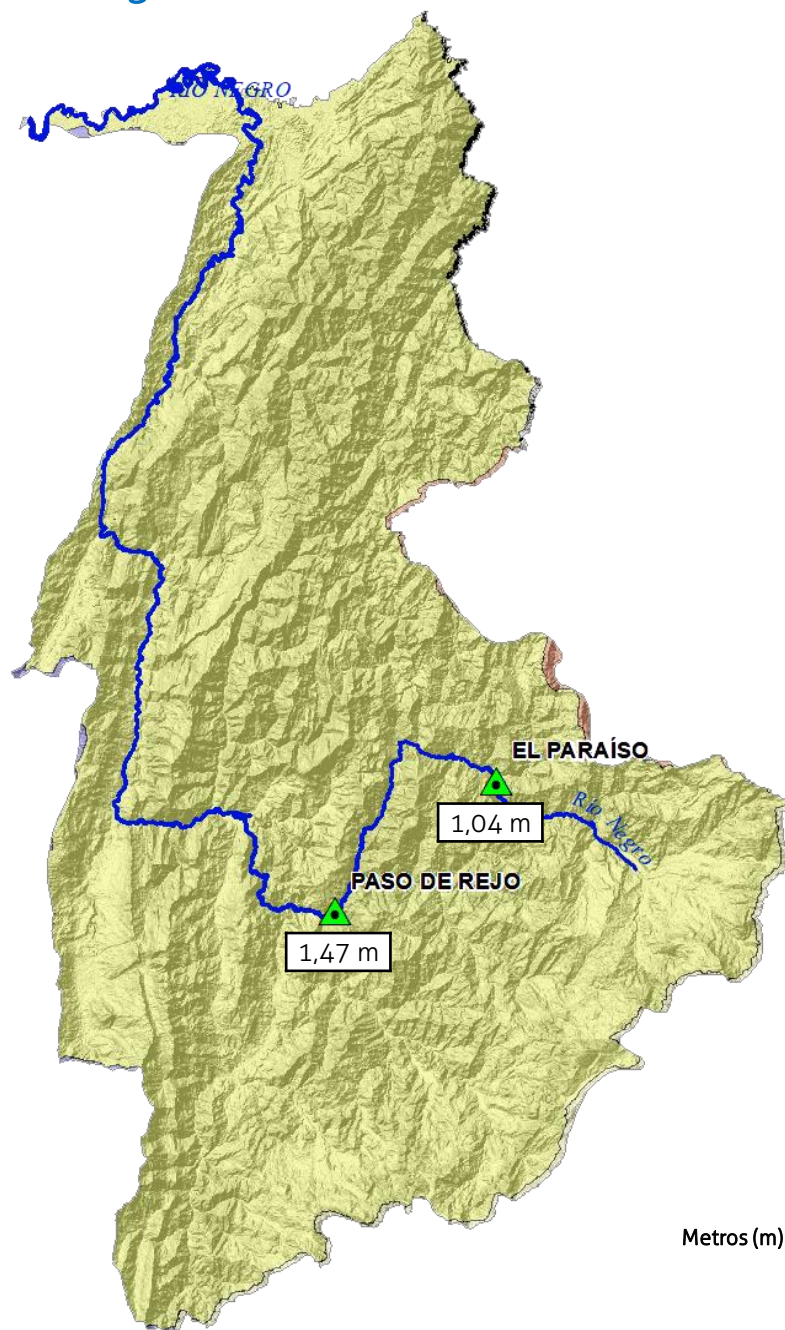 RÍO NEGRO
EL PARAÍSO
1,04 m
Río Negro
PASO DE REJO
1,47 m
Metros (m)